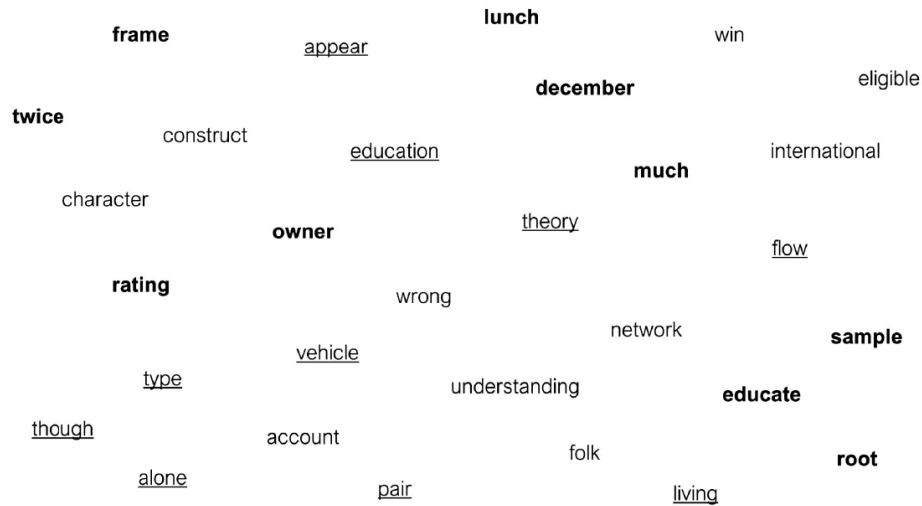 lunch
frame
win
appear
eligible
december
twice
construct
education
international
much
character
theory
owner
flow
rating
wrong
network
sample
vehicle
type
understanding
educate
though
account
folk
root
alone
pair
living